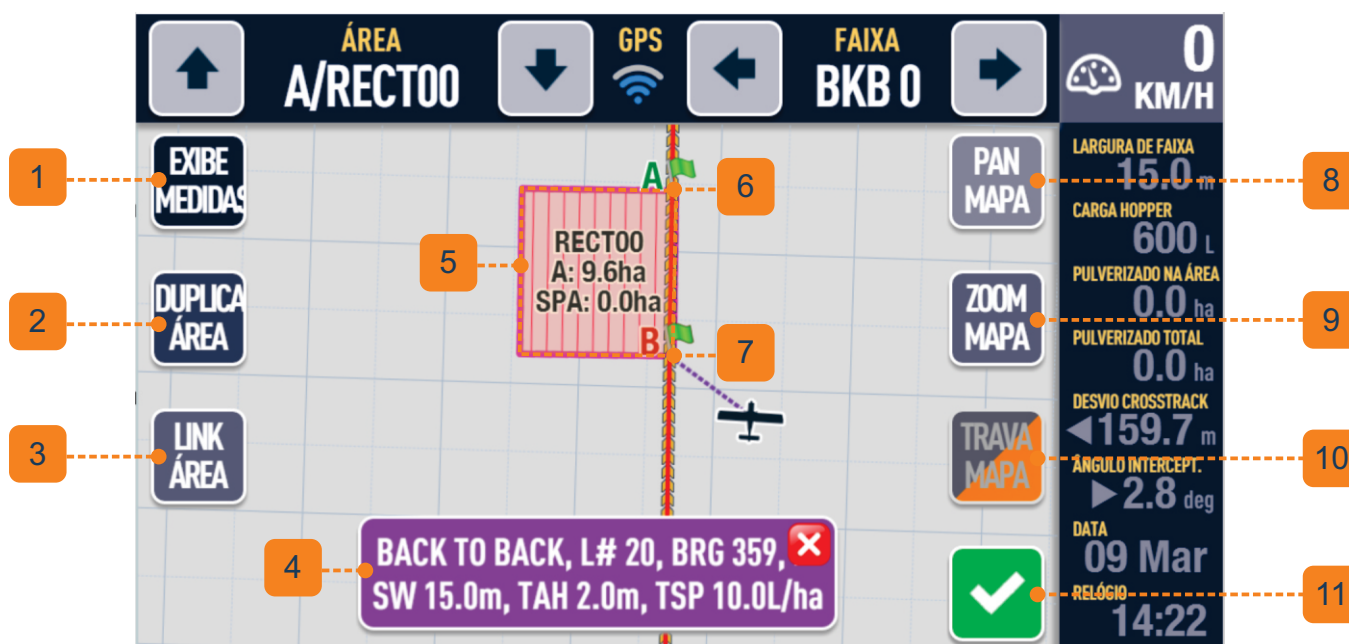 ÁREA
A/RECT00
GPS
FAIXA
BKB 0
0
KM/H
1
EXIBE
MEDIDAS
2
DUPLICA
ÁREA
3
LINK
ÁREA
A
6
5
RECT00
A: 9.6ha
SPA: 0.0ha
B
7
4
BACK TO BACK, L# 20, BRG 359,
SW 15.0m, TAH 2.0m, TSP 10.0L/ha
PAN
MAPA
8
ZOOM
MAPA
9
TRAVA
MAPA
10
11
LARGURA DE FAIXA
15.0 m
CARGA HOPPER
600 L
PULVERIZADO NA ÁREA
0.0 ha
PULVERIZADO TOTAL
0.0 ha
DESVIO CROSSTRACK
159.7 m
ÂNGULO INTERCEPT.
2.8 deg
DATA
09 Mar
RELÓGIO
14:22